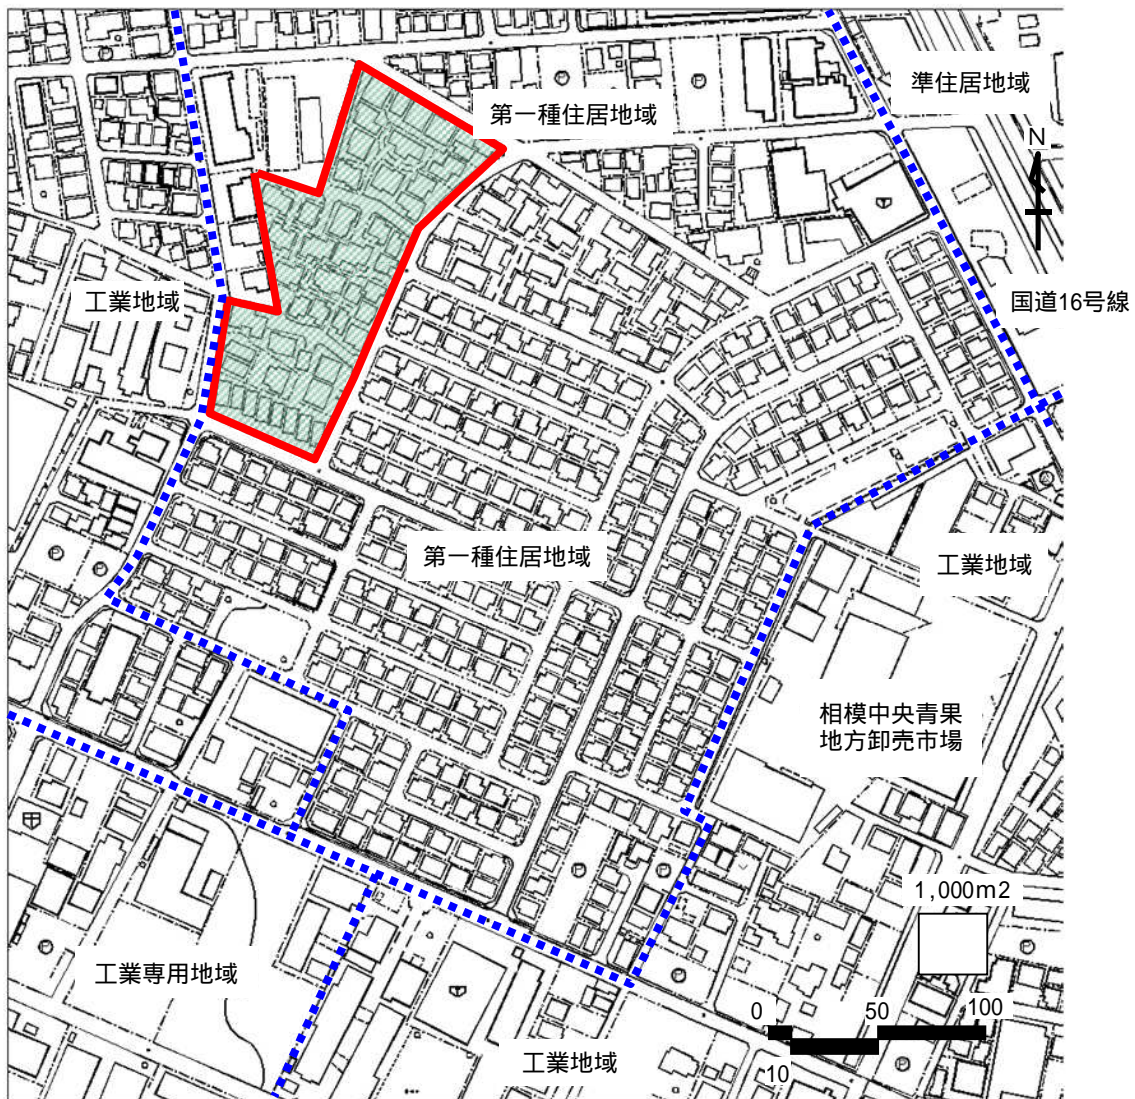 準住居地域
第一種住居地域
N
国道16号線
工業地域
第一種住居地域
工業地域
相模中央青果
地方卸売市場
1,000m2
工業専用地域
0 50 100
10
工業地域